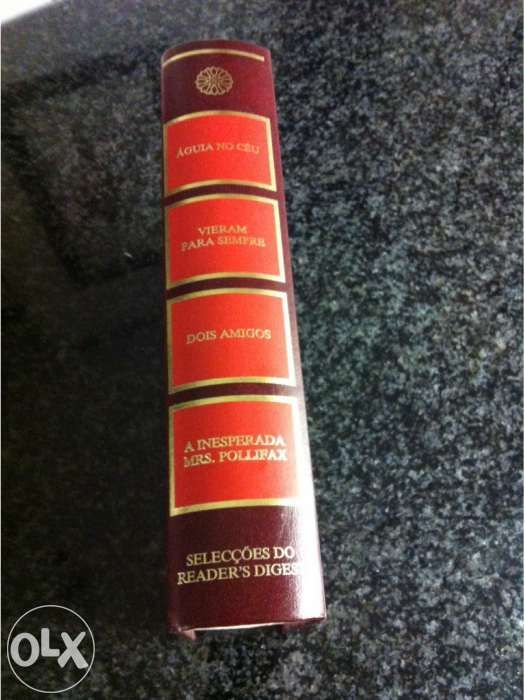 ÁGUIA NO CÉU
VIERAM
PARA SEMPRE
DOIS AMIGOS
A INESPERADA
MRS. POLLIFAX
SELECÇÕES DO
READER'S DIGEST
OLX